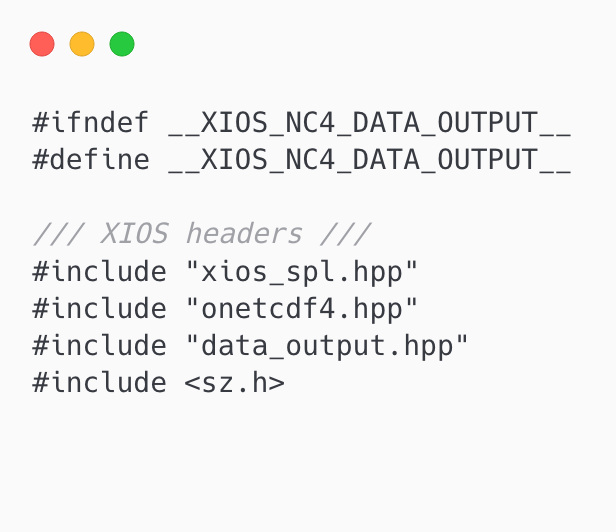 #ifndef __XIOS_NC4_DATA_OUTPUT__
#define __XIOS_NC4_DATA_OUTPUT__
/// XIOS headers ///
#include "xios_spl.hpp"
#include "onetcdf4.hpp"
#include "data_output.hpp"
#include <sz.h>